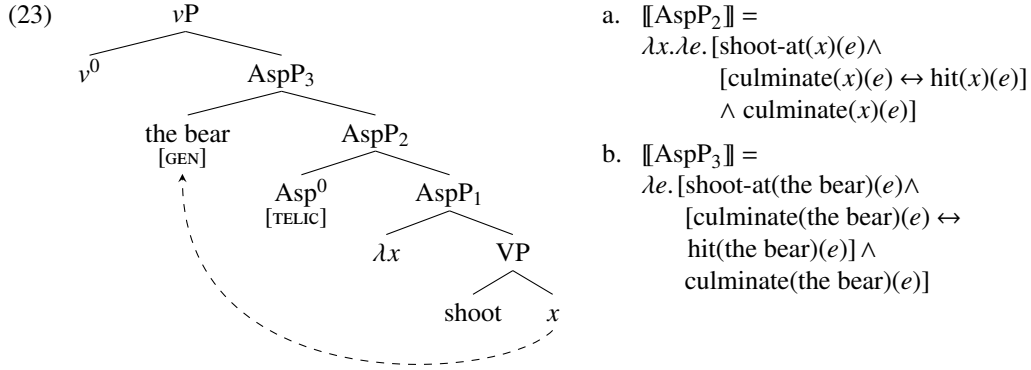 (23)
vP
v⁰
AspP₃
the bear
[GEN]
AspP₂
Asp⁰
[TELIC]
AspP₁
λx
VP
shoot
x
a. ⟦AspP₂⟧ =
λx.λe. [shoot-at(x)(e)∧
[culminate(x)(e) ↔ hit(x)(e)]
∧ culminate(x)(e)]
b. ⟦AspP₃⟧ =
λe. [shoot-at(the bear)(e)∧
[culminate(the bear)(e) ↔
hit(the bear)(e)] ∧
culminate(the bear)(e)]